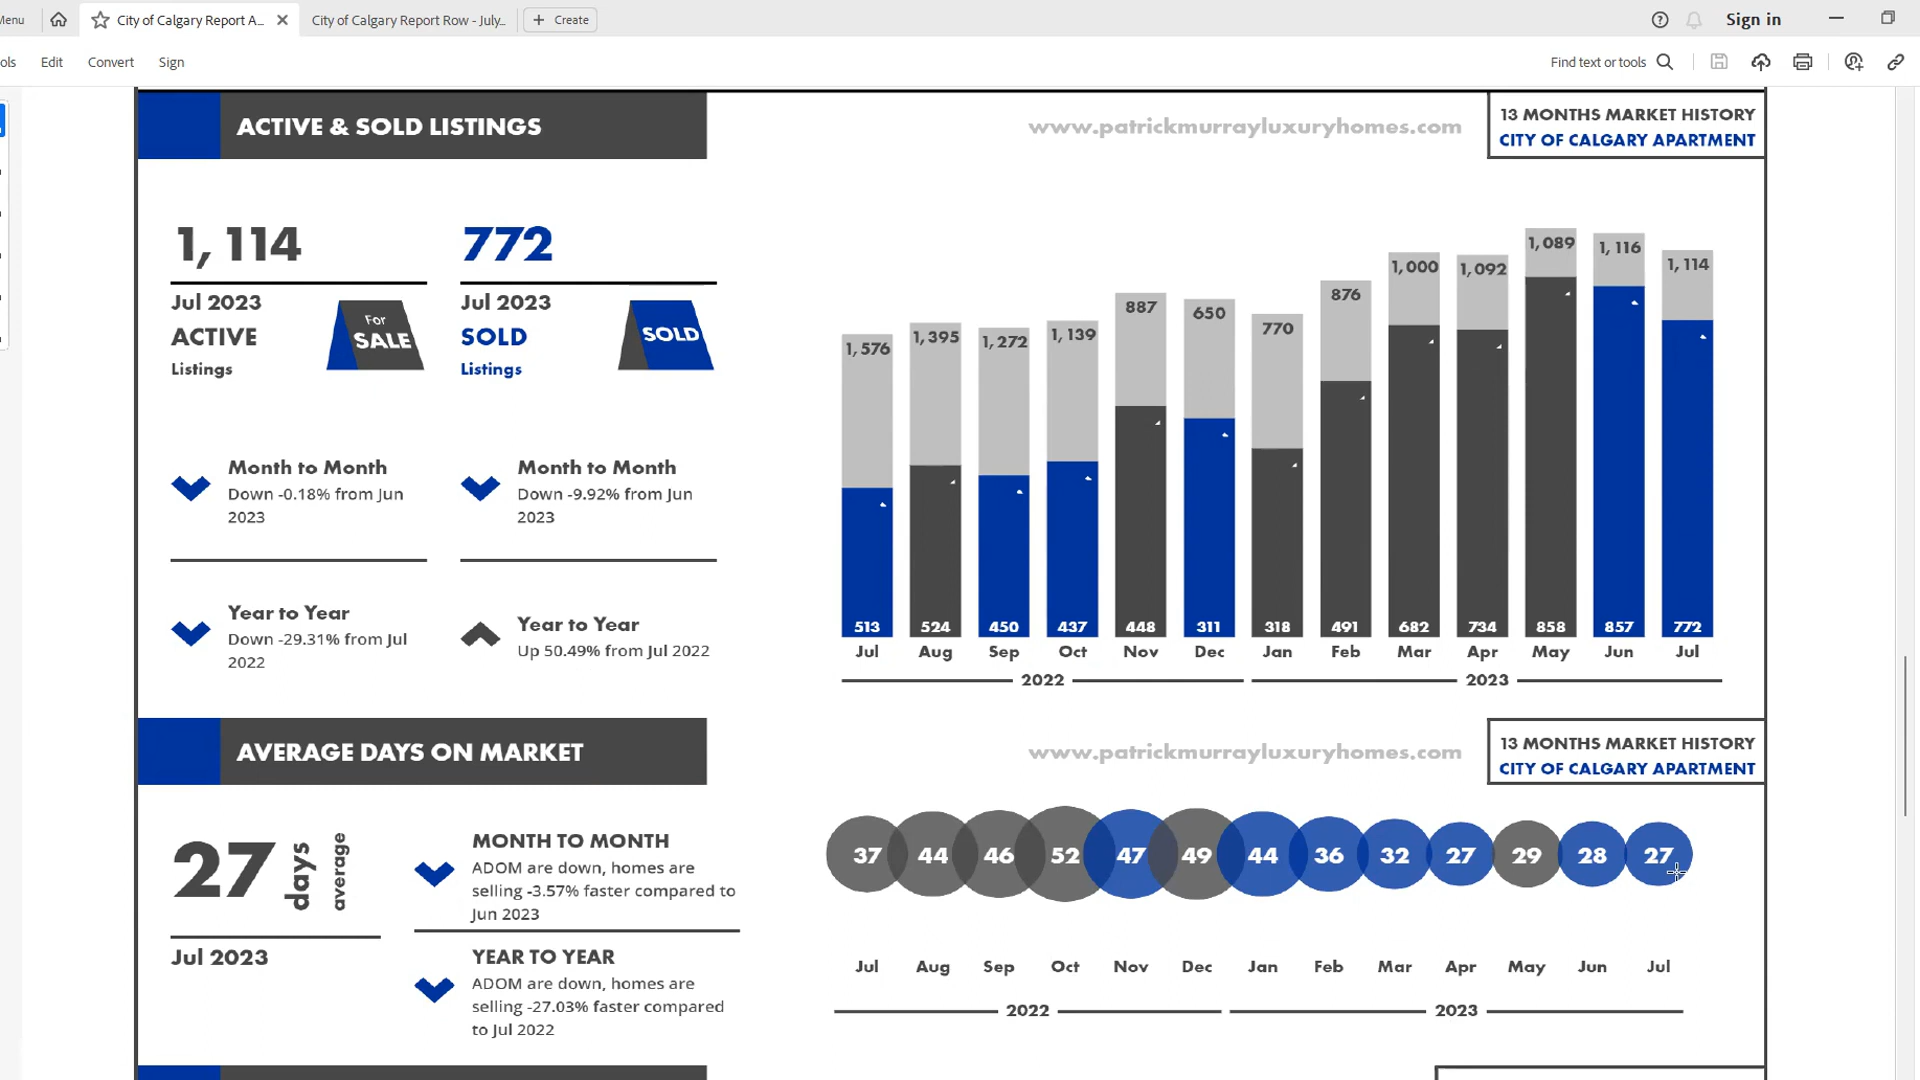 Menu
City of Calgary Report A...
City of Calgary Report Row - July...
Create
Sign in
Edit
Convert
Sign
Find text or tools
ACTIVE & SOLD LISTINGS
www.patrickmurrayluxuryhomes.com
13 MONTHS MARKET HISTORY
CITY OF CALGARY APARTMENT
1,114
772
Jul 2023
ACTIVE
Listings
For
SALE
Jul 2023
SOLD
Listings
SOLD
Month to Month
Down -0.18% from Jun
2023
Month to Month
Down -9.92% from Jun
2023
Year to Year
Down -29.31% from Jul
2022
Year to Year
Up 50.49% from Jul 2022
1,576 1,395 1,272 1,139 887 650 770 876 1,000 1,092 1,089 1,116 1,114
513 524 450 437 448 311 318 491 682 734 858 857 772
Jul Aug Sep Oct Nov Dec Jan Feb Mar Apr May Jun Jul
2022 2023
AVERAGE DAYS ON MARKET
www.patrickmurrayluxuryhomes.com
13 MONTHS MARKET HISTORY
CITY OF CALGARY APARTMENT
27
days
average
Jul 2023
MONTH TO MONTH
ADOM are down, homes are
selling -3.57% faster compared to
Jun 2023
YEAR TO YEAR
ADOM are down, homes are
selling -27.03% faster compared
to Jul 2022
37 44 46 52 47 49 44 36 32 27 29 28 27
Jul Aug Sep Oct Nov Dec Jan Feb Mar Apr May Jun Jul
2022 2023